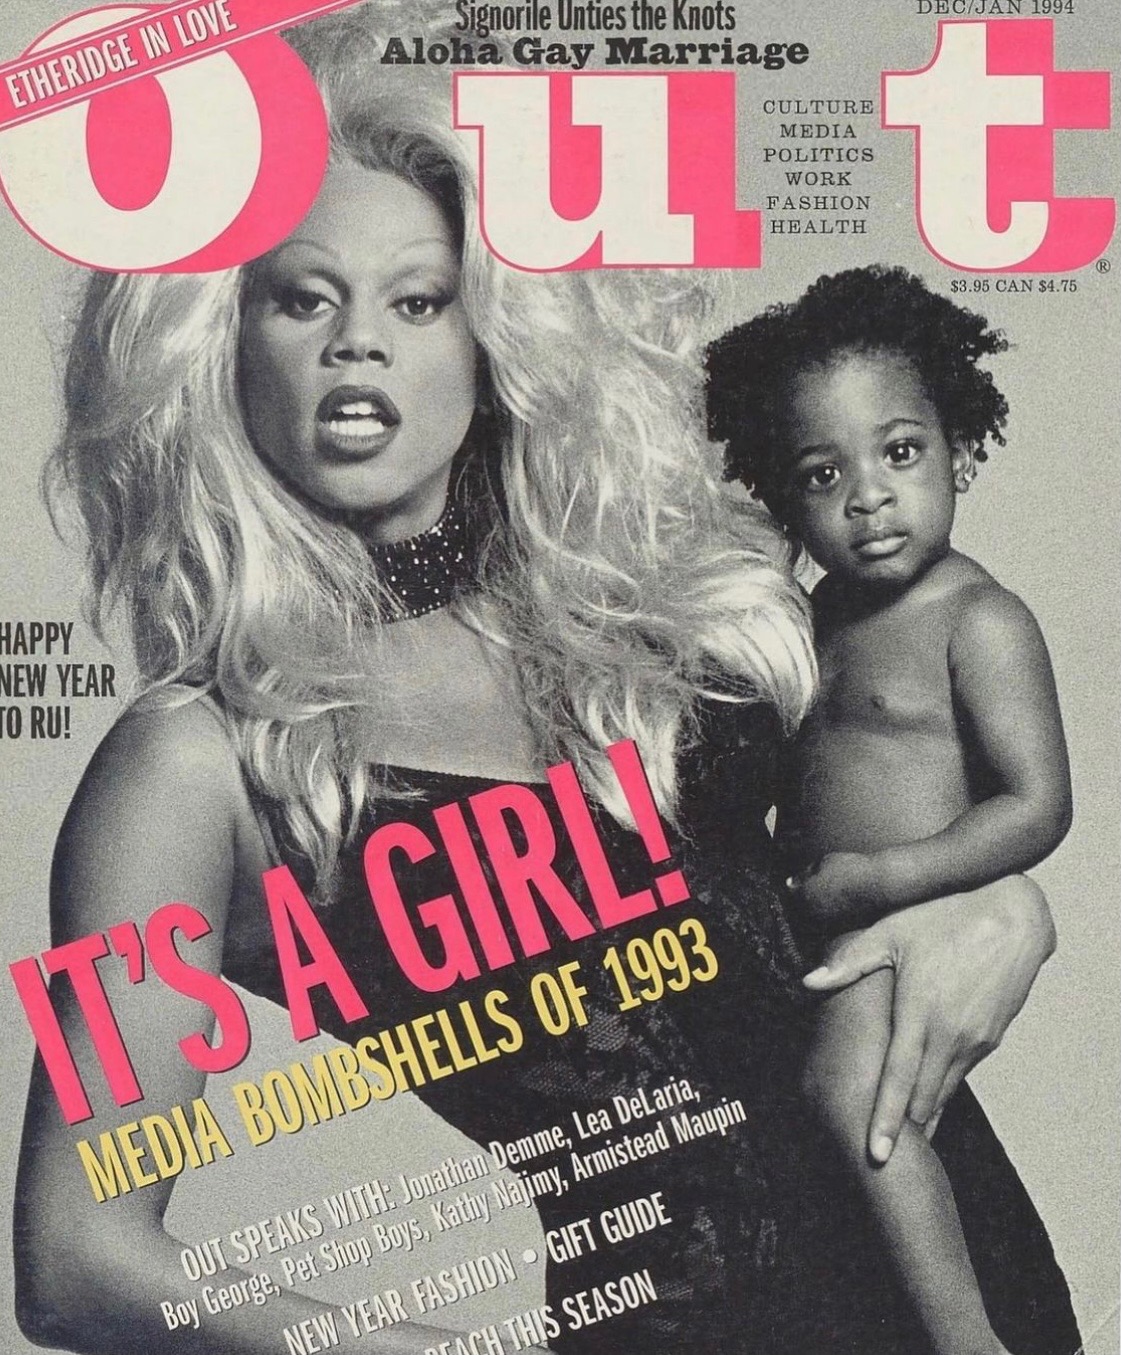 ETHERIDGE IN LOVE
Signorile Unties the Knots
Aloha Gay Marriage
DEC/JAN 1994
Out
CULTURE
MEDIA
POLITICS
WORK
FASHION
HEALTH
®
$3.95 CAN $4.75
HAPPY
NEW YEAR
TO RU!
IT'S A GIRL!
MEDIA BOMBSHELLS OF 1993
OUT SPEAKS WITH: Jonathan Demme, Lea DeLaria,
Boy George, Pet Shop Boys, Kathy Najimy, Armistead Maupin
NEW YEAR FASHION • GIFT GUIDE
THIS SEASON